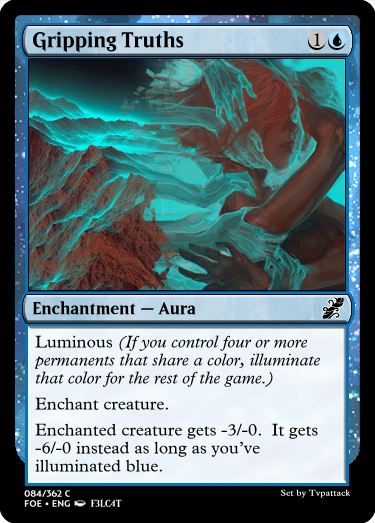 Gripping Truths
1
Enchantment — Aura
Luminous (If you control four or more
permanents that share a color, illuminate
that color for the rest of the game.)
Enchant creature.
Enchanted creature gets -3/-0.  It gets
-6/-0 instead as long as you've
illuminated blue.
084/362 C
Set by Tvpattack
FOE • ENG F3LC4T